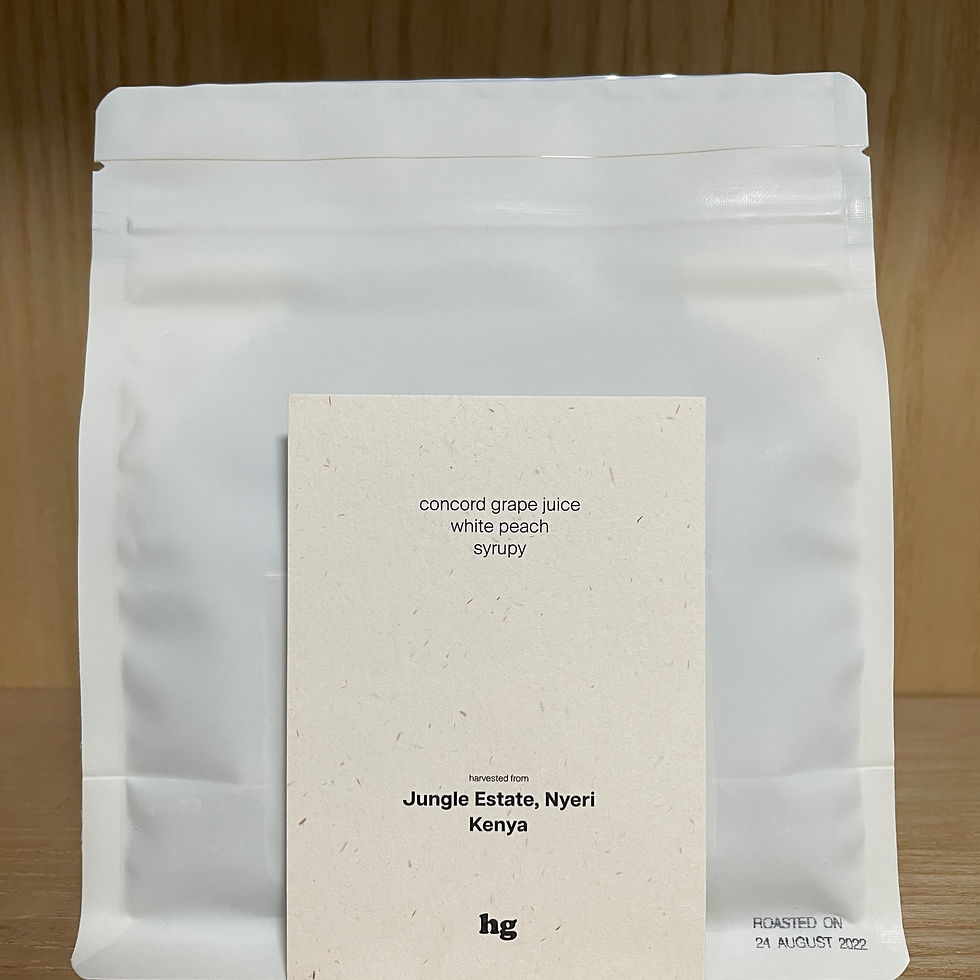 concord grape juice
white peach
syrupy
harvested from
Jungle Estate, Nyeri
Kenya
hg
ROASTED ON
24 AUGUST 2022